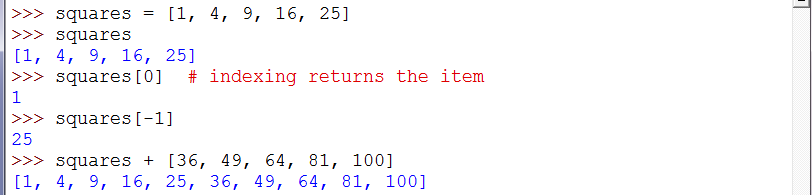 >>> squares = [1, 4, 9, 16, 25]
>>> squares
[1, 4, 9, 16, 25]
>>> squares[0]  # indexing returns the item
1
>>> squares[-1]
25
>>> squares + [36, 49, 64, 81, 100]
[1, 4, 9, 16, 25, 36, 49, 64, 81, 100]